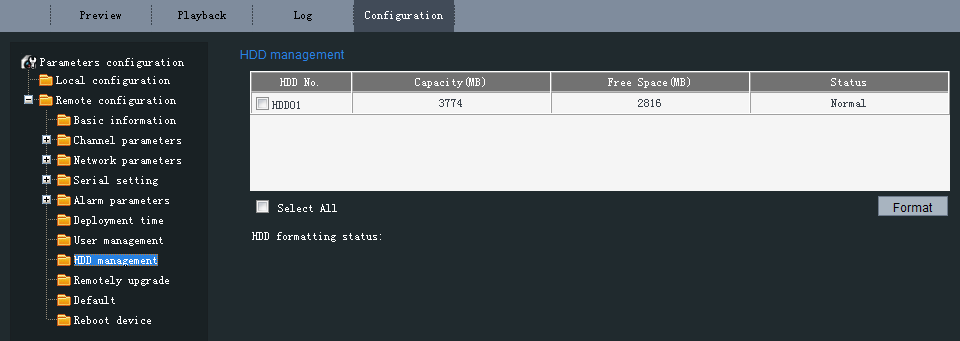 Preview Playback Log Configuration
HDD management
Parameters configuration
Local configuration
Remote configuration
Basic information
Channel parameters
Network parameters
Serial setting
Alarm parameters
Deployment time
User management
HDD management
Remotely upgrade
Default
Reboot device
HDD No. Capacity(MB) Free Space(MB) Status
HDD01 3774 2816 Normal
Select All Format
HDD formatting status: